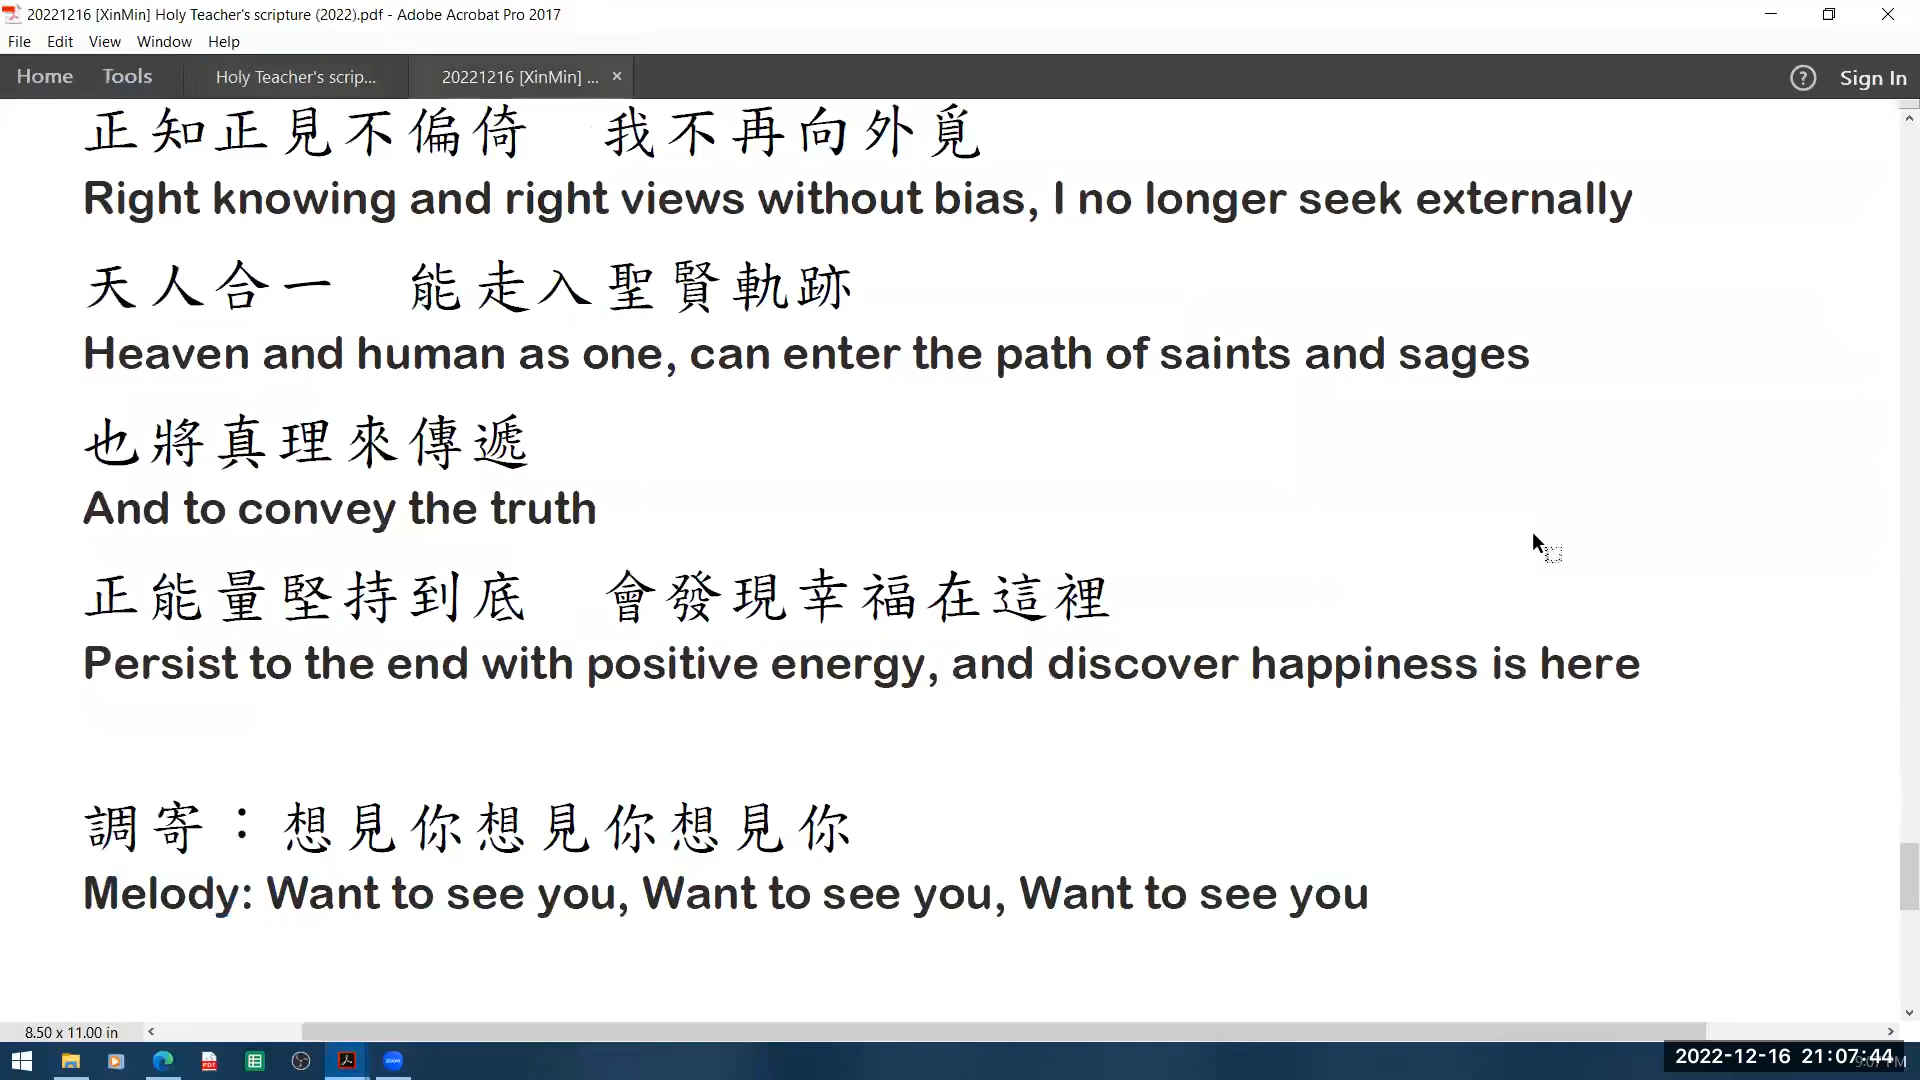 20221216 [XinMin] Holy Teacher's scripture (2022).pdf - Adobe Acrobat Pro 2017
File Edit View Window Help
Home Tools Holy Teacher's scrip... 20221216 [XinMin] ... × ? Sign In
正知正見不偏倚 我不再向外覓
Right knowing and right views without bias, I no longer seek externally
天人合一 能走入聖賢軌跡
Heaven and human as one, can enter the path of saints and sages
也將真理來傳遞
And to convey the truth
正能量堅持到底 會發現幸福在這裡
Persist to the end with positive energy, and discover happiness is here
調寄：想見你想見你想見你
Melody: Want to see you, Want to see you, Want to see you
8.50 x 11.00 in
2022-12-16 21:07:44